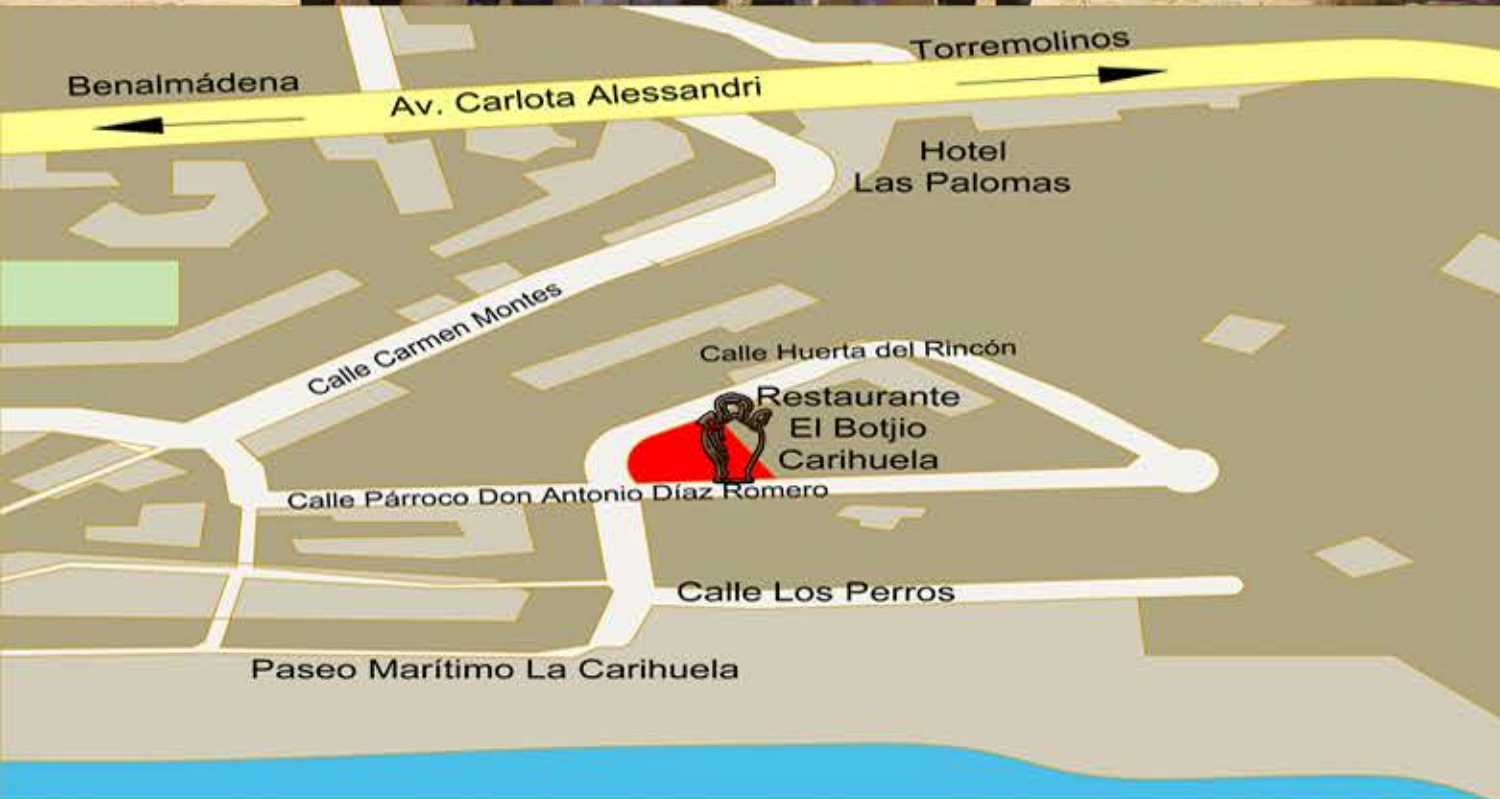 Torremolinos
Benalmádena
Av. Carlota Alessandri
Hotel
Las Palomas
Calle Carmen Montes
Calle Huerta del Rincón
Restaurante
El Botjio
Carihuela
Calle Párroco Don Antonio Díaz Romero
Calle Los Perros
Paseo Marítimo La Carihuela